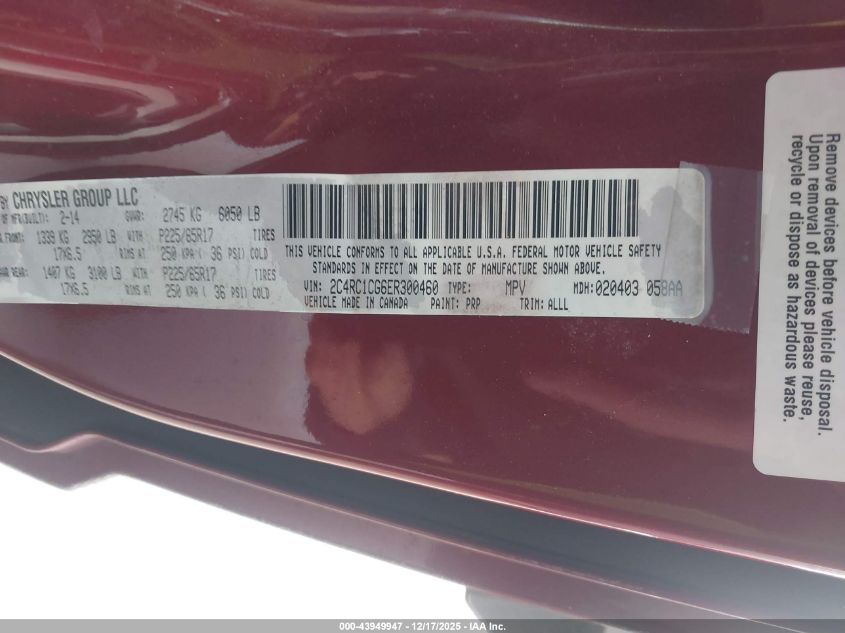 BY CHRYSLER GROUP LLC
OF MFR(BUILT): 2-14 GVWR: 2745 KG 6050 LB
FRONT: 1339 KG 2950 LB WITH P225/65R17 TIRES
17X6.5 RIMS AT 250 KPA ( 36 PSI) COLD
REAR: 1407 KG 3100 LB WITH P225/65R17 TIRES
17X6.5 RIMS AT 250 KPA ( 36 PSI) COLD
THIS VEHICLE CONFORMS TO ALL APPLICABLE U.S.A. FEDERAL MOTOR VEHICLE SAFETY
STANDARDS IN EFFECT ON THE DATE OF MANUFACTURE SHOWN ABOVE.
VIN: 2C4RC1CG6ER300460 TYPE: MPV MDH: 020403 058AA
VEHICLE MADE IN CANADA PAINT: PRP TRIM: ALLL
Remove devices before vehicle disposal.
Upon removal of devices please reuse,
recycle or dispose as hazardous waste.
000-43949947 - 12/17/2025 - IAA Inc.